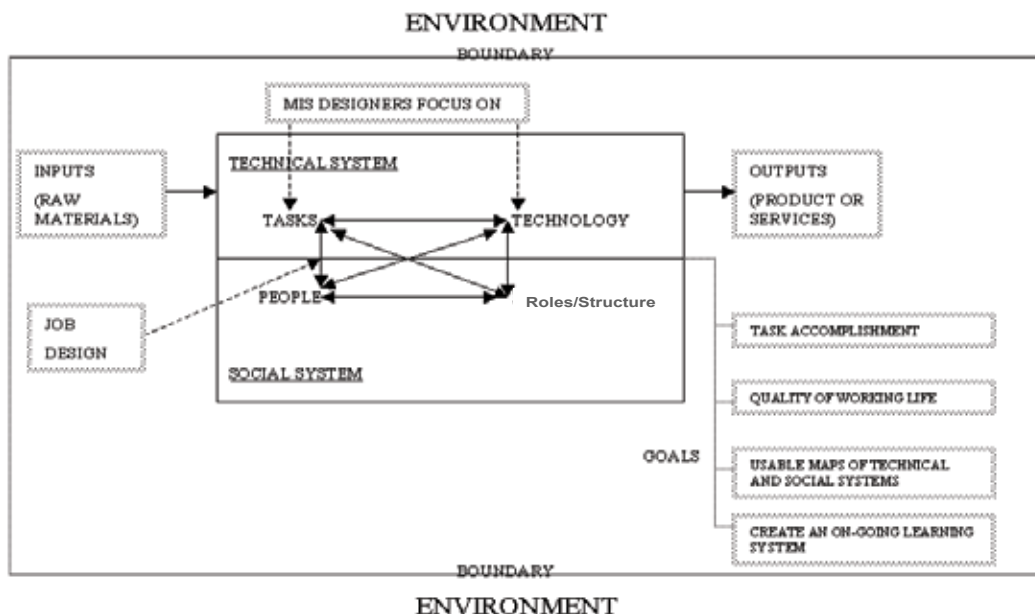 ENVIRONMENT
BOUNDARY
MIS DESIGNERS FOCUS ON
INPUTS
(RAW
MATERIALS)
TECHNICAL SYSTEM
OUTPUTS
(PRODUCT OR
SERVICES)
TASKS
TECHNOLOGY
PEOPLE
Roles/Structure
JOB
DESIGN
SOCIAL SYSTEM
TASK ACCOMPLISHMENT
QUALITY OF WORKING LIFE
GOALS
USABLE MAPS OF TECHNICAL
AND SOCIAL SYSTEMS
CREATE AN ON-GOING LEARNING
SYSTEM
BOUNDARY
ENVIRONMENT